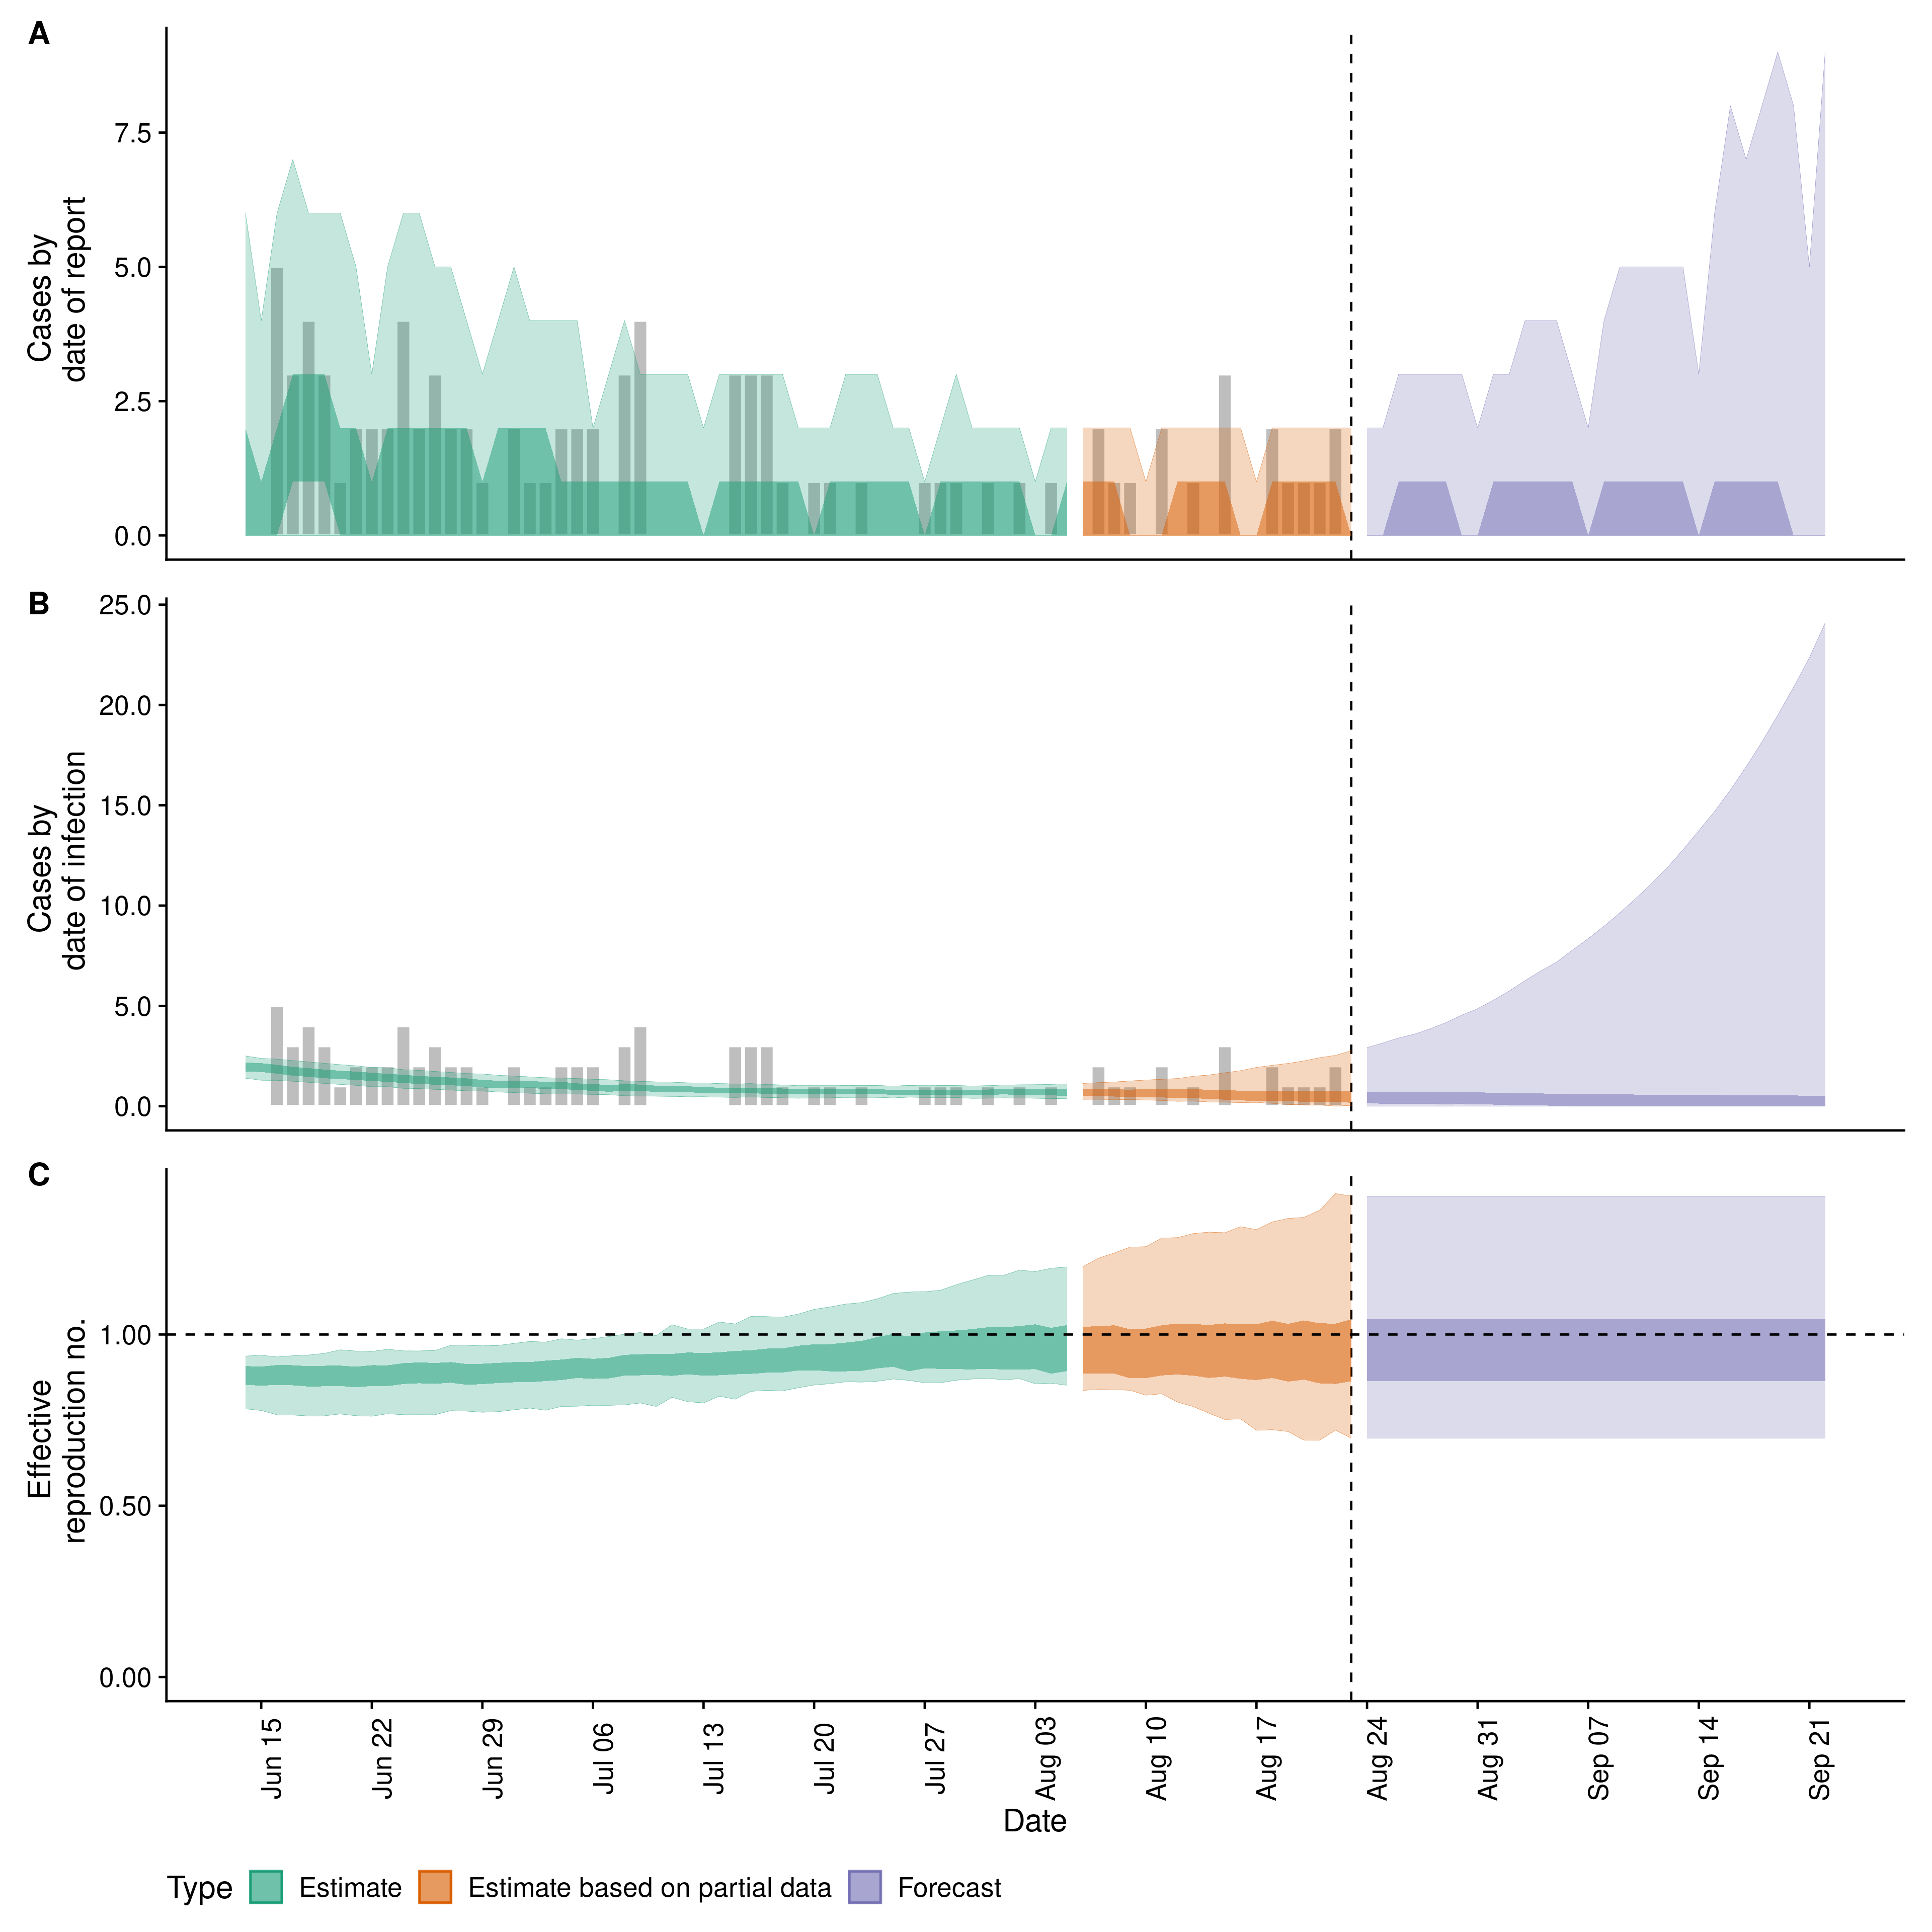 A
Cases by
date of report
7.5
5.0
2.5
0.0
B
Cases by
date of infection
25.0
20.0
15.0
10.0
5.0
0.0
C
Effective
reproduction no.
1.00
0.50
0.00
Jun 15
Jun 22
Jun 29
Jul 06
Jul 13
Jul 20
Jul 27
Aug 03
Aug 10
Aug 17
Aug 24
Aug 31
Sep 07
Sep 14
Sep 21
Date
Type Estimate Estimate based on partial data Forecast